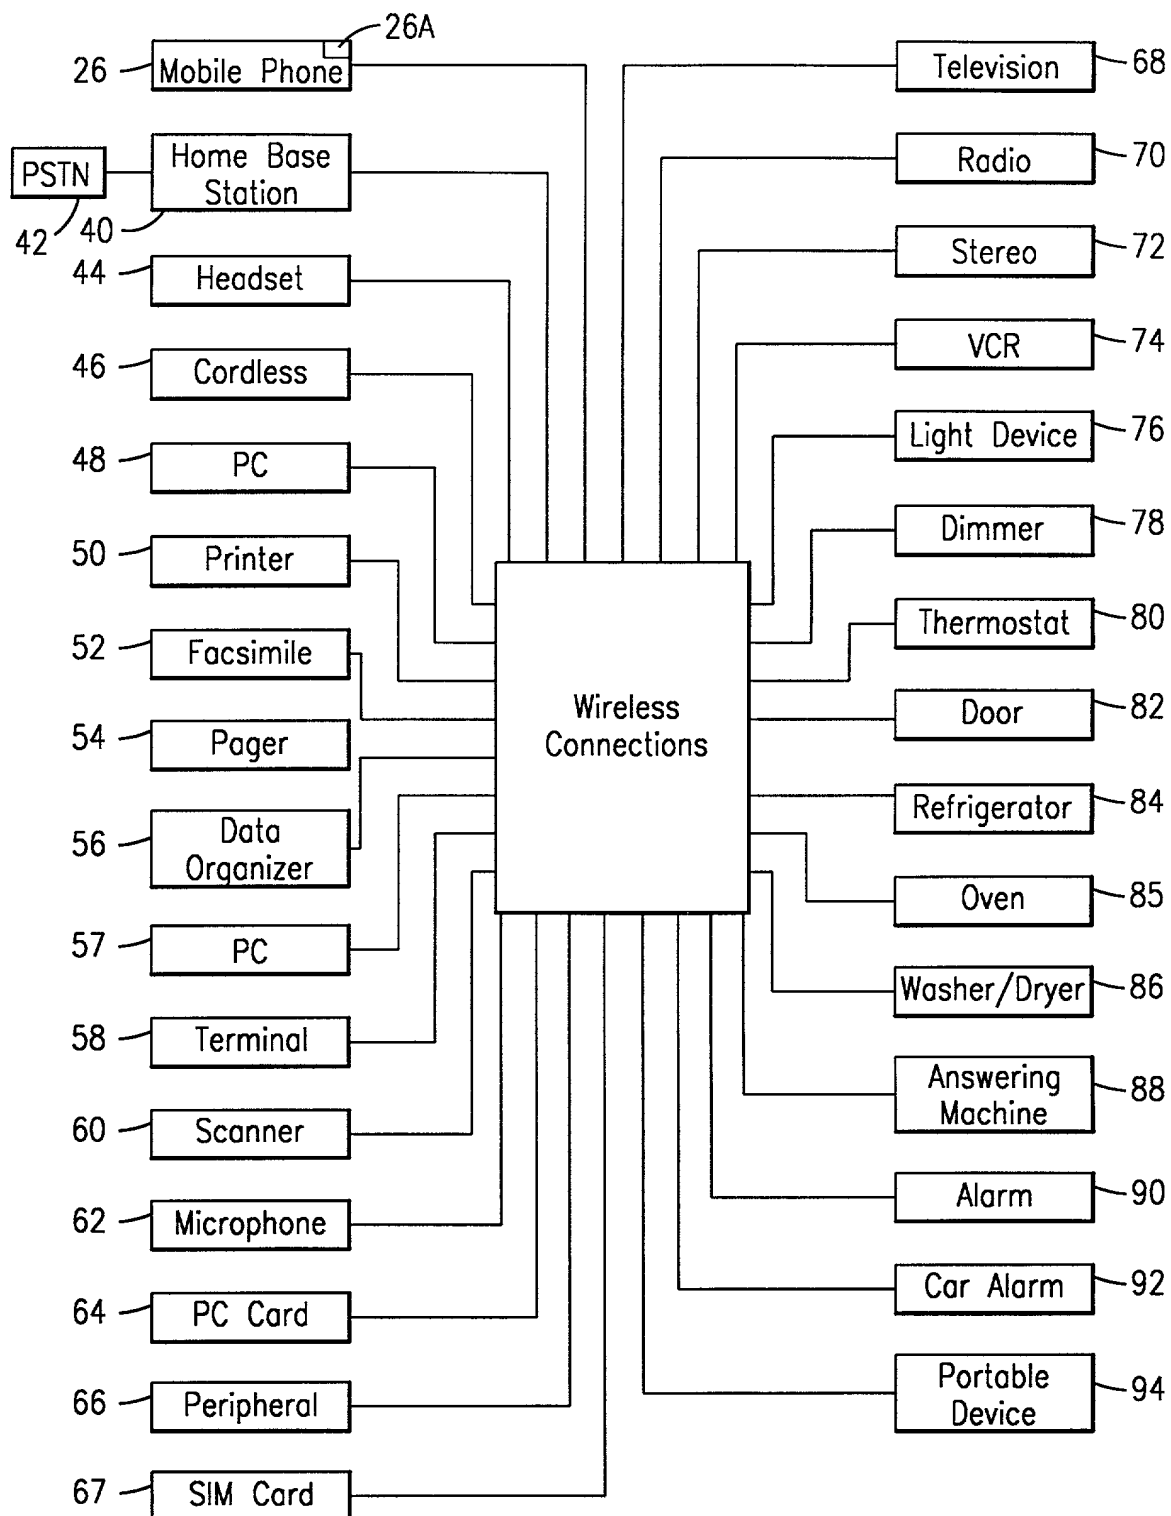 26A
26
Mobile Phone
PSTN
42
Home Base
Station
40
44
Headset
46
Cordless
48
PC
50
Printer
52
Facsimile
54
Pager
56
Data
Organizer
57
PC
58
Terminal
60
Scanner
62
Microphone
64
PC Card
66
Peripheral
67
SIM Card
Wireless
Connections
Television
68
Radio
70
Stereo
72
VCR
74
Light Device
76
Dimmer
78
Thermostat
80
Door
82
Refrigerator
84
Oven
85
Washer/Dryer
86
Answering
Machine
88
Alarm
90
Car Alarm
92
Portable
Device
94